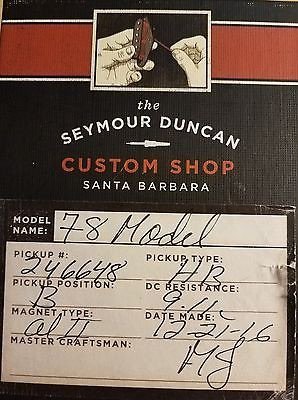 the
SEYMOUR DUNCAN
CUSTOM SHOP
SANTA BARBARA
MODEL NAME: 78 Model
PICKUP #: PICKUP TYPE:
246648 HB
PICKUP POSITION: DC RESISTANCE:
B
MAGNET TYPE: DATE MADE:
Al II 12-21-16
MASTER CRAFTSMAN: MJ